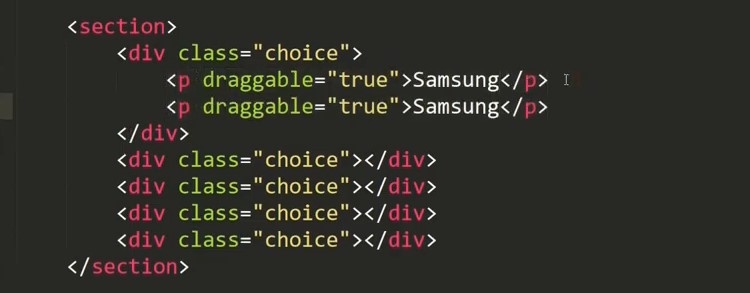 <section>
<div class="choice">
<p draggable="true">Samsung</p>
<p draggable="true">Samsung</p>
</div>
<div class="choice"></div>
<div class="choice"></div>
<div class="choice"></div>
<div class="choice"></div>
</section>